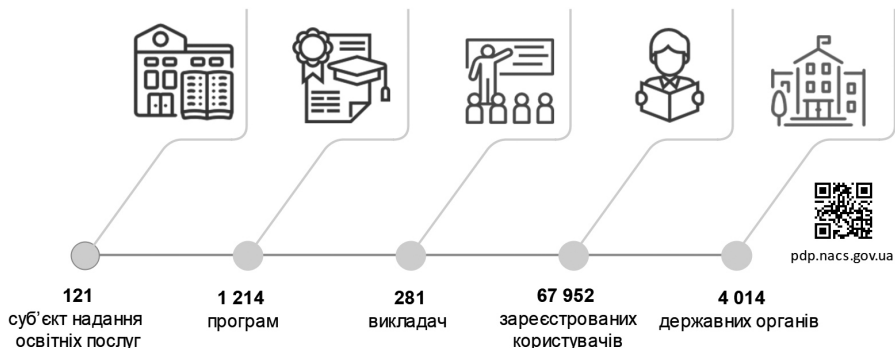 pdp.nacs.gov.ua
121
суб’єкт надання
освітніх послуг
1 214
програм
281
викладач
67 952
зареєстрованих
користувачів
4 014
державних органів